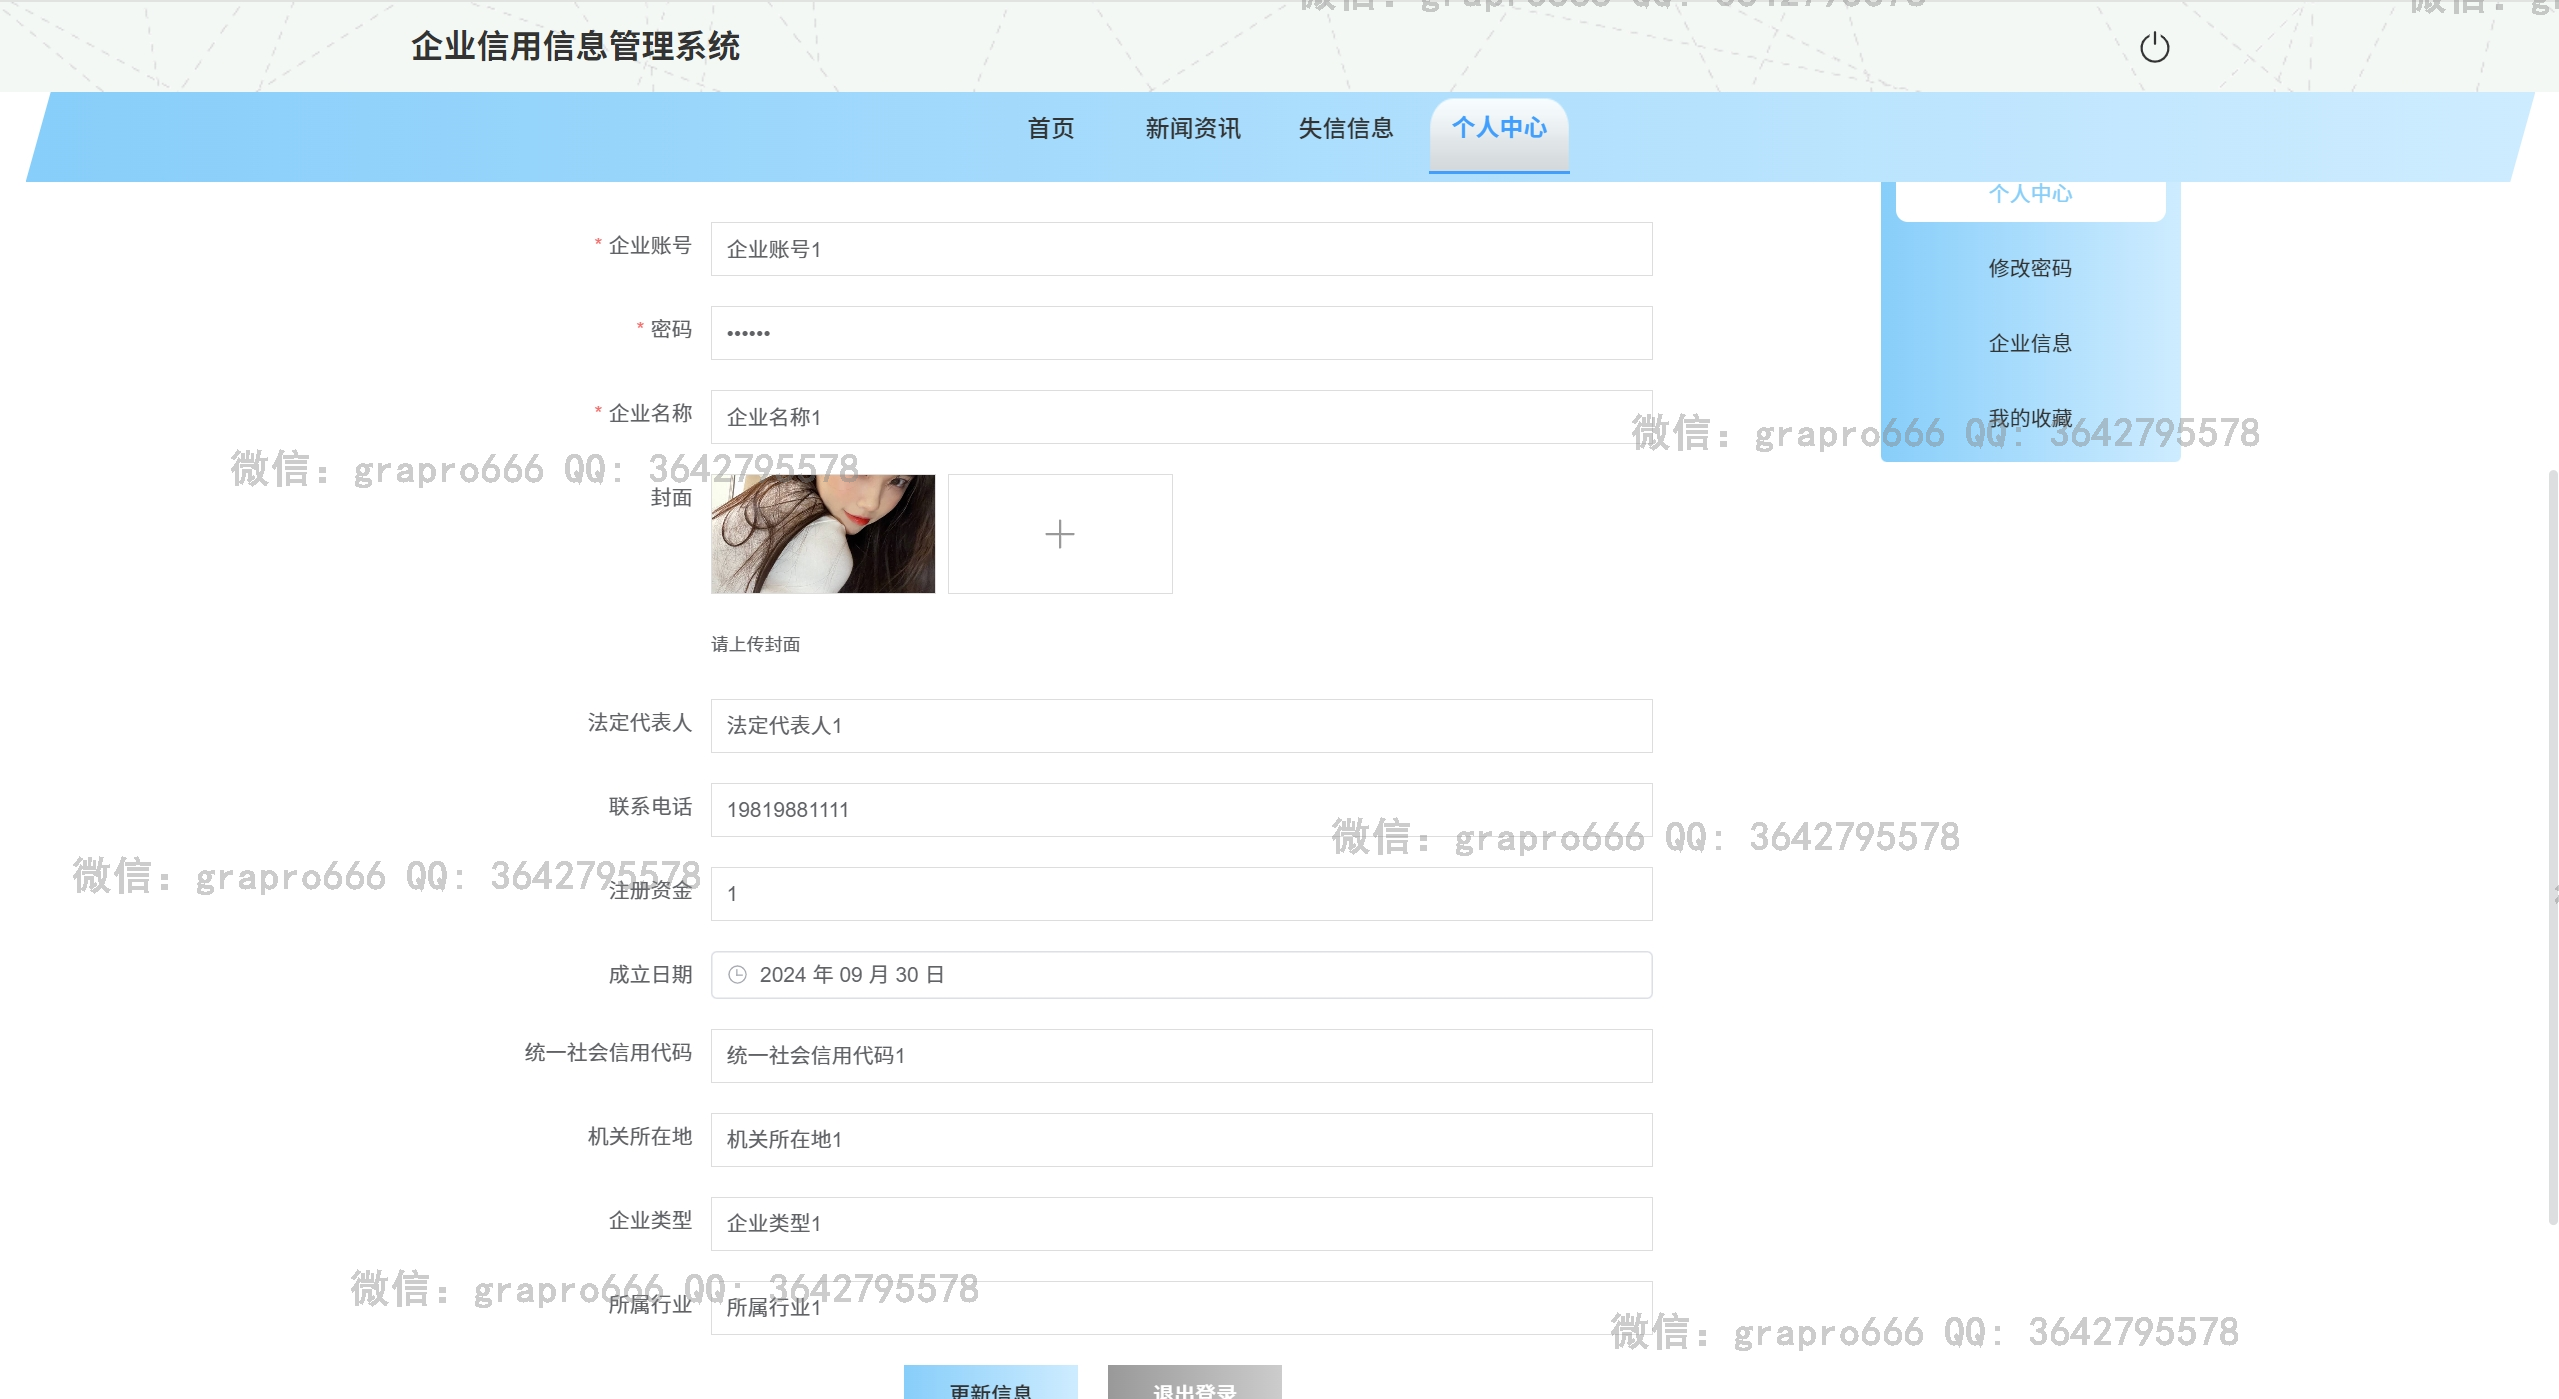 微信：grapro666 QQ：3642795578
企业信用信息管理系统
首页
新闻资讯
失信信息
个人中心
个人中心
修改密码
企业信息
我的收藏
* 企业账号
企业账号1
* 密码
••••••
* 企业名称
企业名称1
微信：grapro666 QQ：3642795578
微信：grapro666 QQ：3642795578
封面
请上传封面
法定代表人
法定代表人1
联系电话
19819881111
微信：grapro666 QQ：3642795578
微信：grapro666 QQ：3642795578
注册资金
1
成立日期
2024 年 09 月 30 日
统一社会信用代码
统一社会信用代码1
机关所在地
机关所在地1
企业类型
企业类型1
微信：grapro666 QQ：3642795578
所属行业
所属行业1
微信：grapro666 QQ：3642795578
更新信息
退出登录